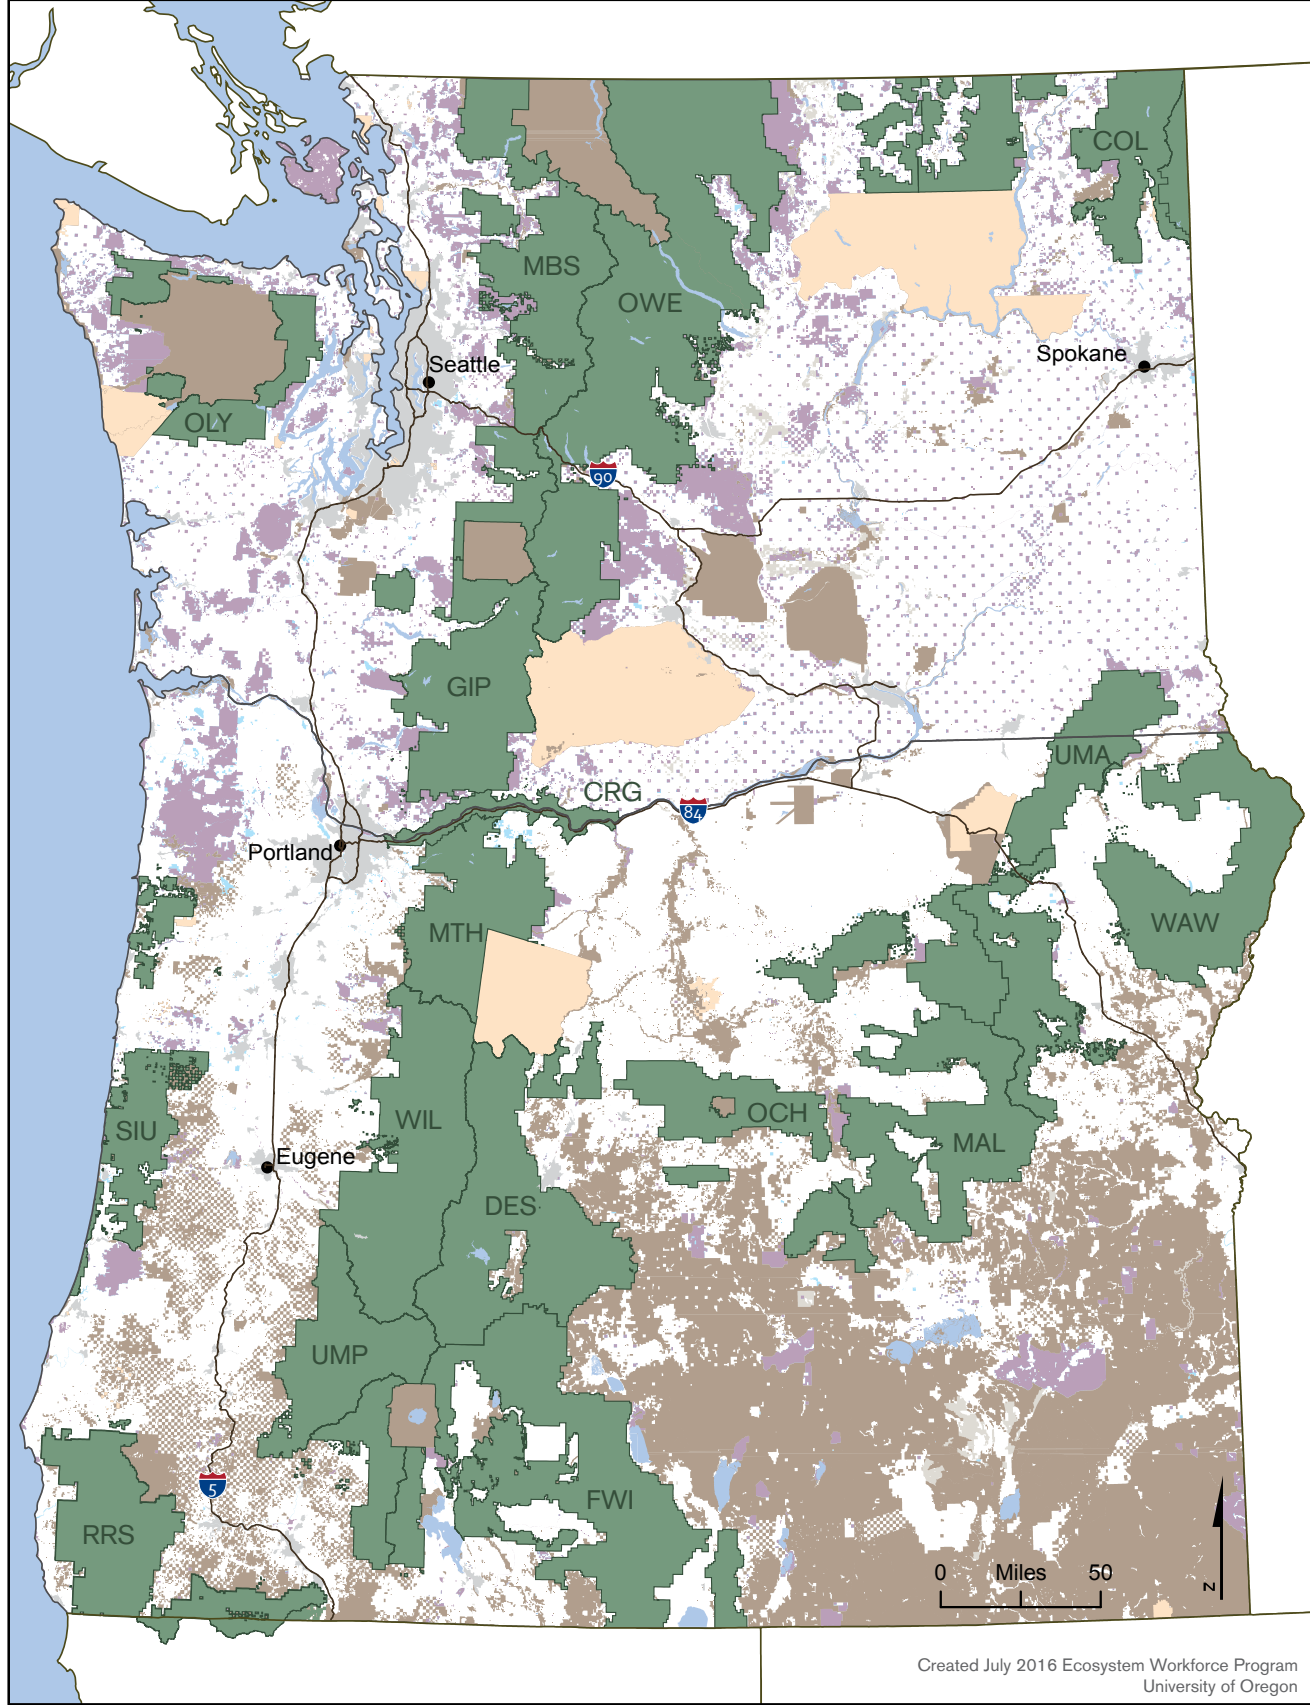 COL
MBS
OWE
Spokane
Seattle
OLY
90
GIP
UMA
CRG
84
Portland
WAW
MTH
OCH
WIL
SIU
MAL
Eugene
DES
UMP
5
FWI
RRS
0 Miles 50
N
Created July 2016 Ecosystem Workforce Program
University of Oregon